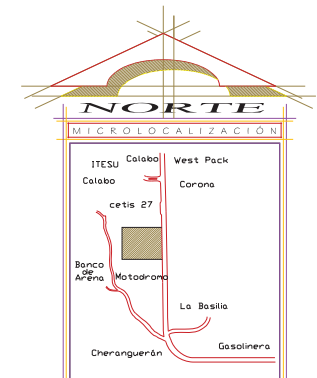 NORTE
MICROLOCALIZACIÓN
ITESU
Calabo
West Pack
Calabo
Corona
cetis 27
Banco
de
Arena
Motodromo
La Basilia
Gasolinera
Cheranguerán